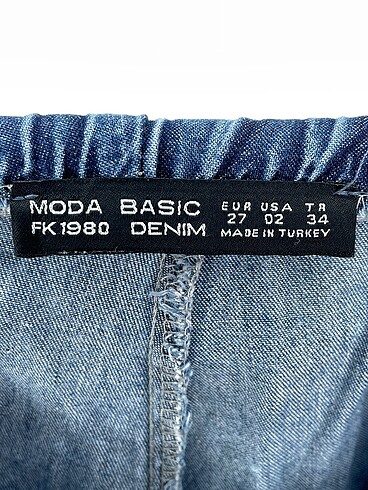 MODA BASIC EUR USA TR
FK1980 DENIM 27 02 34
MADE IN TURKEY